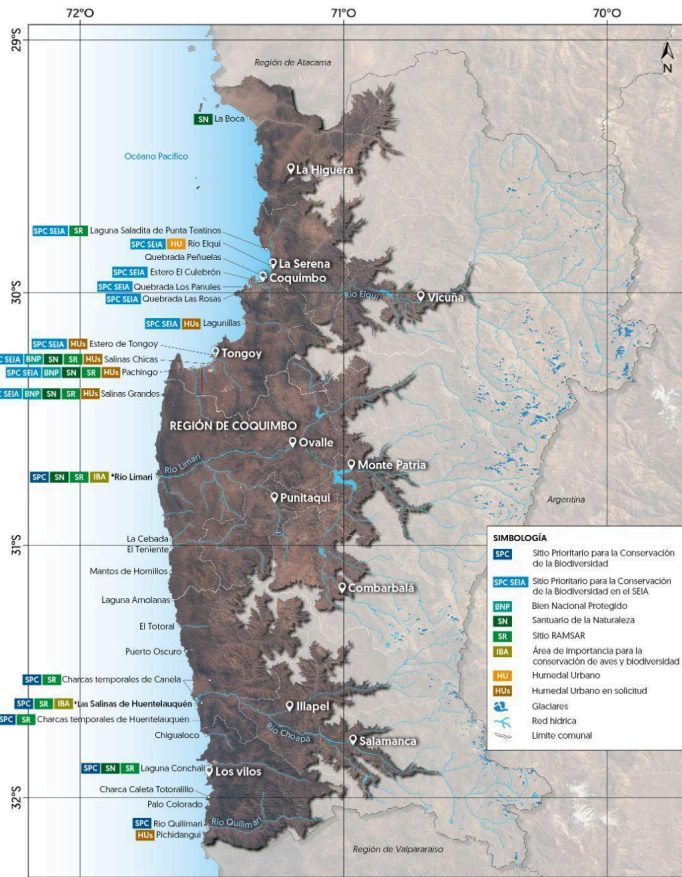 72°O
71°O
70°O
29°S
Región de Atacama
N
SN La Boca
Océano Pacífico
La Higuera
SPC SEIA SR Laguna Saladita de Punta Teatinos
SPC SEIA HU Río Elqui
Quebrada Peñuelas
La Serena
SPC SEIA Estero El Culebrón
Coquimbo
SPC SEIA Quebrada Los Panules
30°S
Río Elqui
Vicuña
SPC SEIA Quebrada Las Rosas
SPC SEIA HUs Lagunillas
SPC SEIA HUs Estero de Tongoy
Tongoy
C SEIA BNP SN SR HUs Salinas Chicas
SPC SEIA BNP SN SR HUs Pachingo
C SEIA BNP SN SR HUs Salinas Grandes
REGIÓN DE COQUIMBO
Ovalle
Río Limarí
Monte Patria
SPC SN SR IBA *Río Limarí
Punitaqui
Argentina
La Cebada
31°S
El Teniente
Mantos de Hornillos
Combarbalá
Laguna Amolanas
El Totoral
Puerto Oscuro
SPC SR Charcas temporales de Canela
SPC SR IBA *Las Salinas de Huentelauquén
Illapel
SPC SR Charcas temporales de Huentelauquén
Río Choapa
Chigualoco
Salamanca
SPC SN SR Laguna Conchalí
Los vilos
Charca Caleta Totoralillo
32°S
Palo Colorado
SPC Río Quilimarí
Río Quilimarí
HUs Pichidangui
Región de Valpararaíso
SIMBOLOGÍA
SPC Sitio Prioritario para la Conservación
de la Biodiversidad
SPC SEIA Sitio Prioritario para la Conservación
de la Biodiversidad en el SEIA
BNP Bien Nacional Protegido
SN Santuario de la Naturaleza
SR Sitio RAMSAR
IBA Área de Importancia para la
conservación de aves y biodiversidad
HU Humedal Urbano
HUs Humedal Urbano en solicitud
Glaciares
Red hídrica
Límite comunal